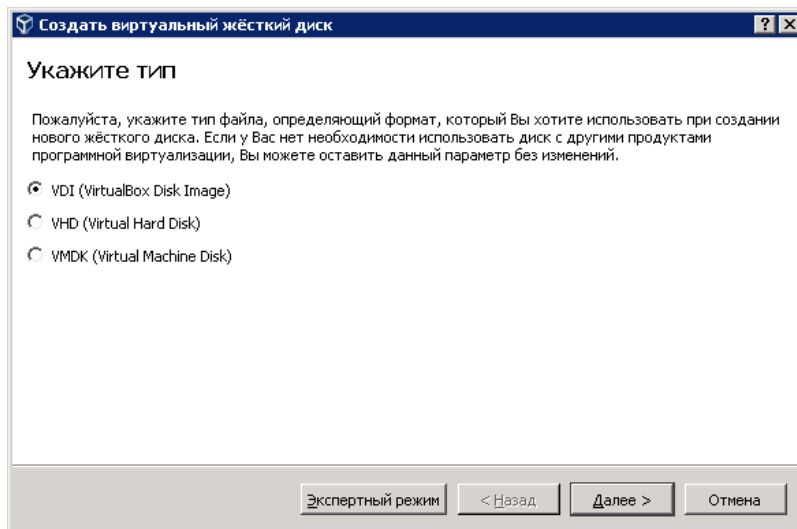 Создать виртуальный жёсткий диск
Укажите тип
Пожалуйста, укажите тип файла, определяющий формат, который Вы хотите использовать при создании
нового жёсткого диска. Если у Вас нет необходимости использовать диск с другими продуктами
программной виртуализации, Вы можете оставить данный параметр без изменений.
VDI (VirtualBox Disk Image)
VHD (Virtual Hard Disk)
VMDK (Virtual Machine Disk)
Экспертный режим < Назад Далее > Отмена